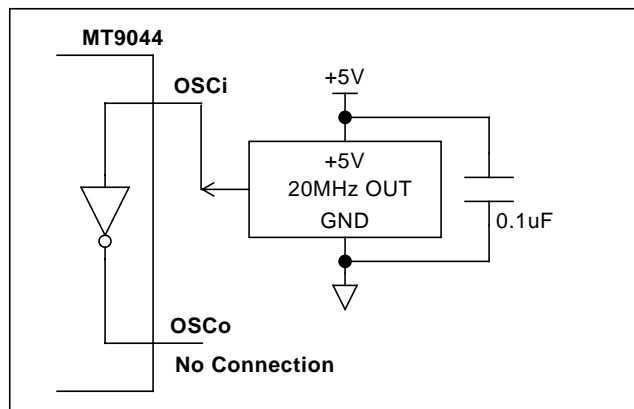 MT9044
OSCi
+5V
+5V
20MHz OUT
GND
0.1uF
OSCo
No Connection